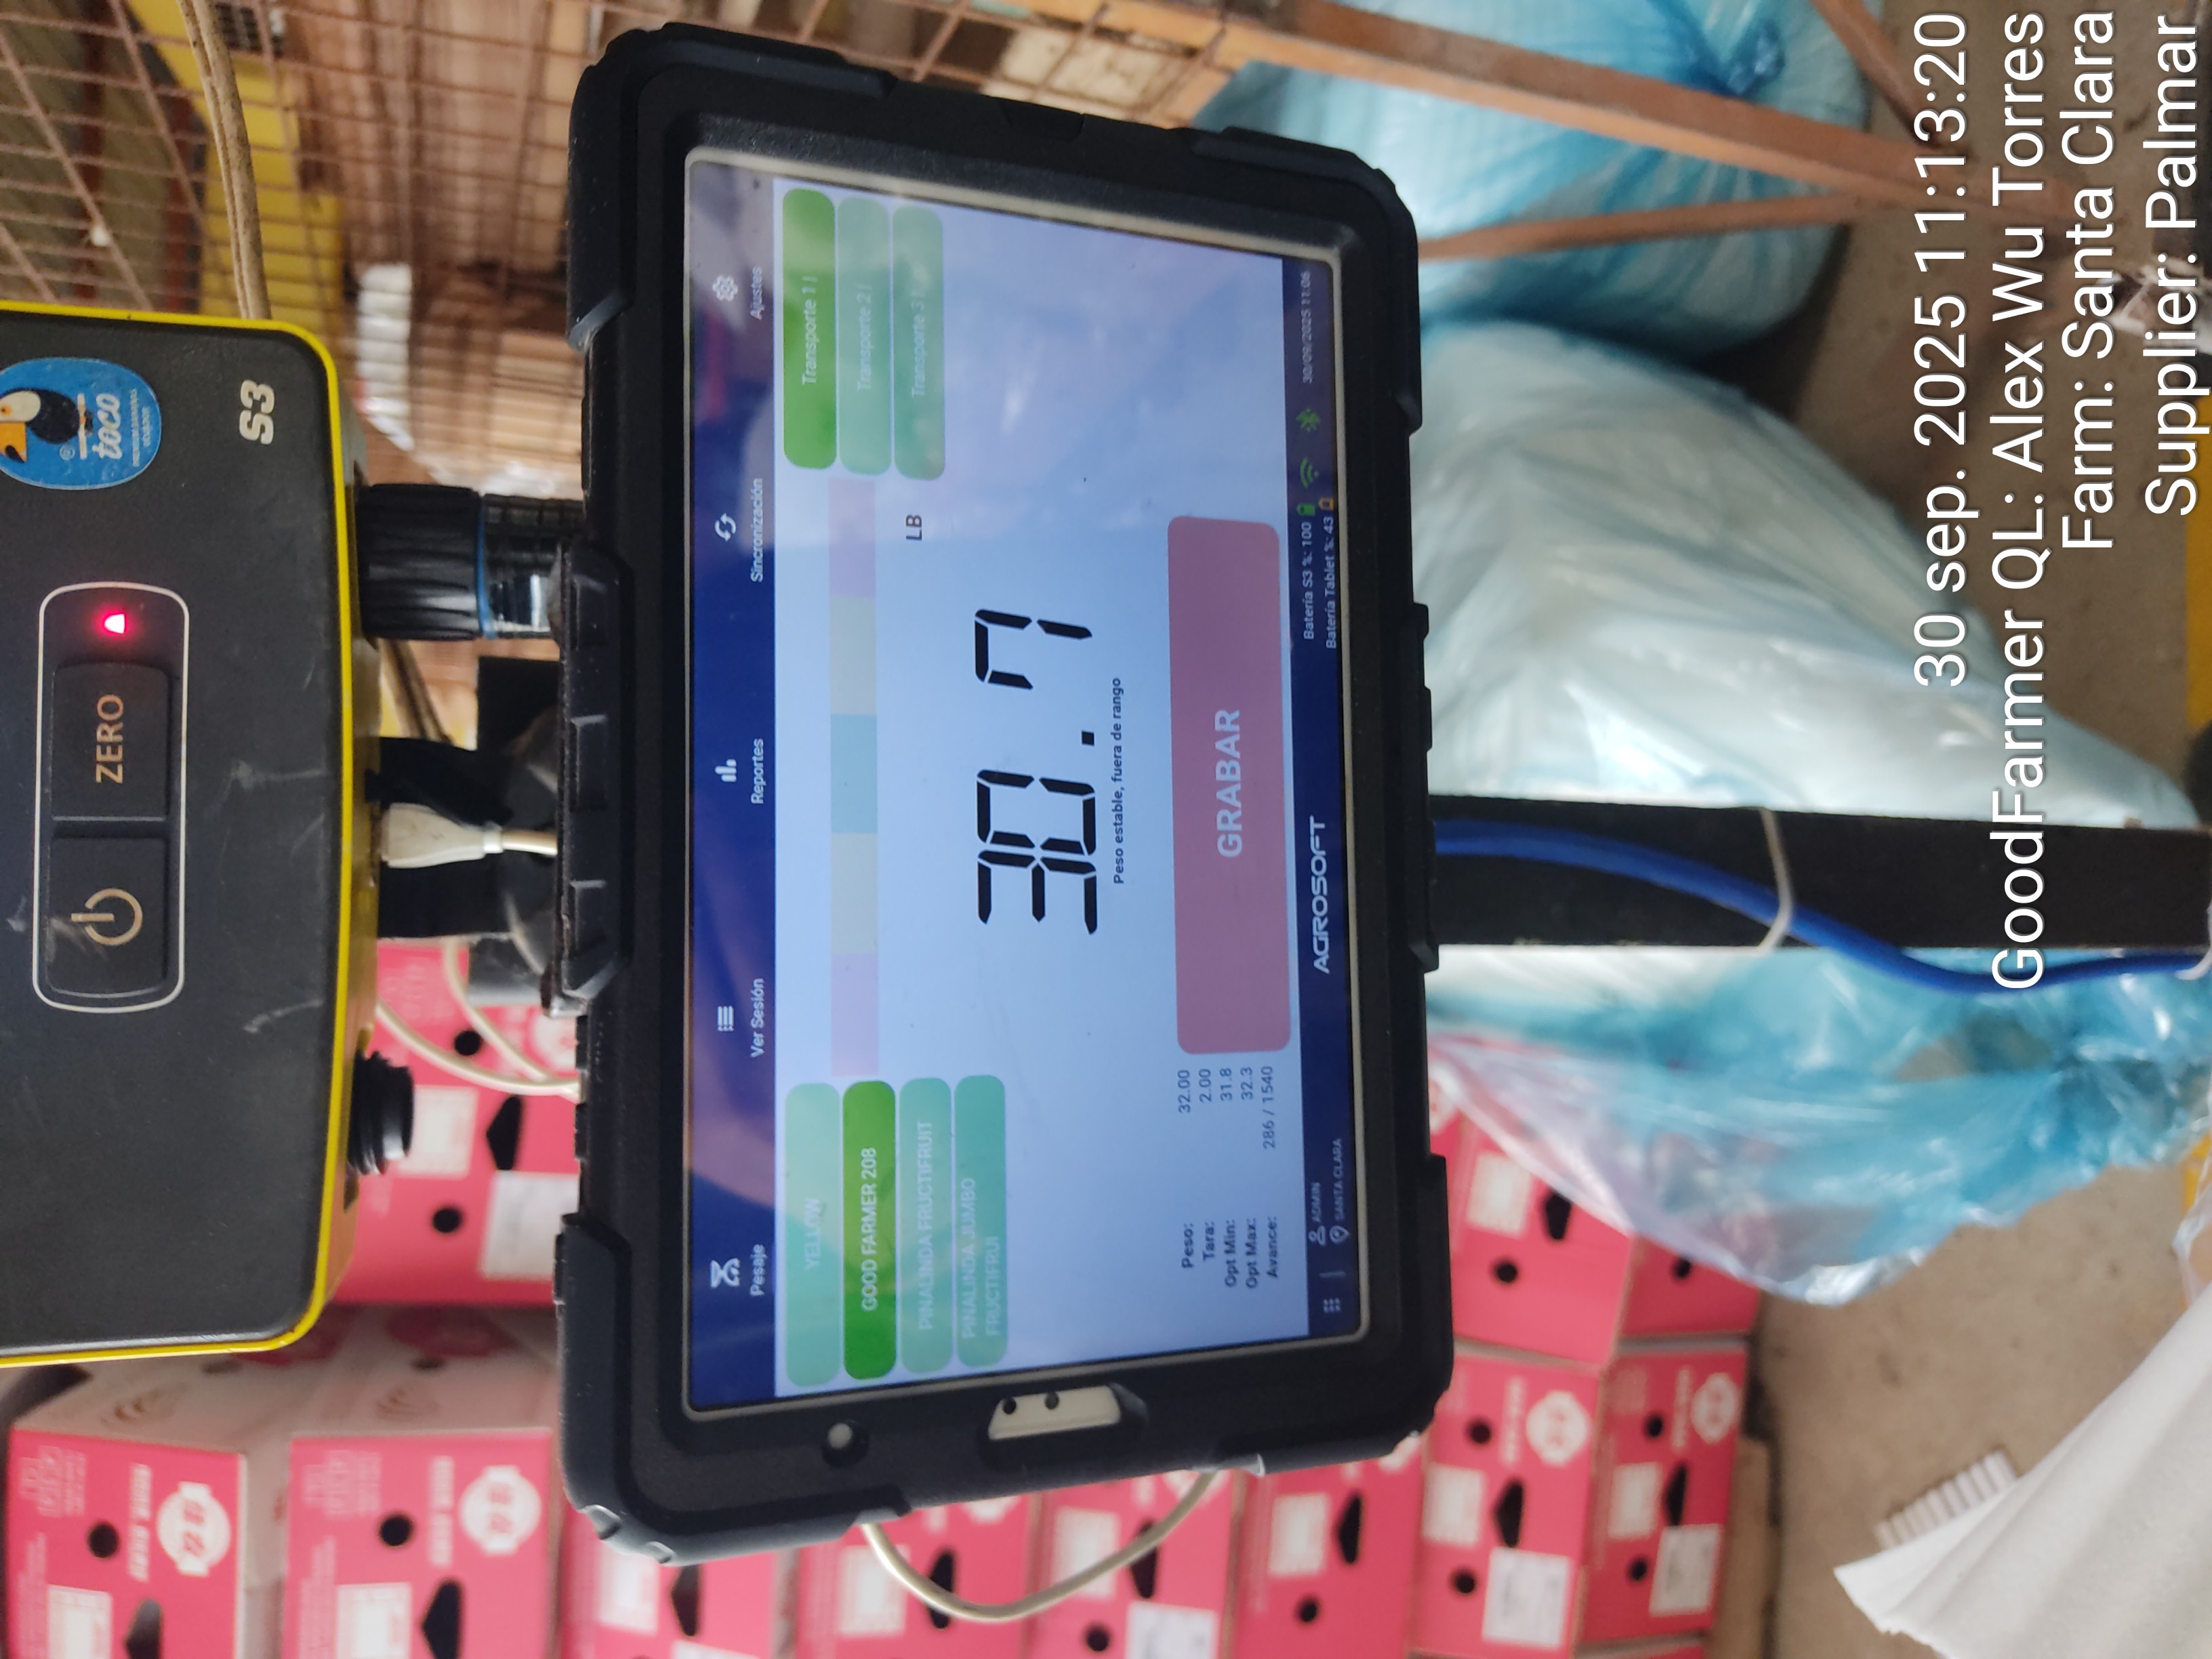 ZERO
toco
PREMIUM BANANAS
ECUADOR
S3
Pesaje
Ver Sesión
Reportes
Sincronización
Ajustes
YELLOW
GOOD FARMER 208
PINALINDA FRUCTIFRUIT
PINALINDA JUMBO
FRUCTIFRUI
Transporte 1 |
Transporte 2 |
Transporte 3 |
LB
30.7
Peso estable, fuera de rango
Peso: 32.00
Tara: 2.00
Opt Min: 31.8
Opt Max: 32.3
Avance: 286 / 1540
GRABAR
ADMIN
SANTA CLARA
AGROSOFT
Batería S3 %: 100
Batería Tablet %: 43
30/09/2025 11:06
30 sep. 2025 11:13:20
GoodFarmer QL: Alex Wu Torres
Farm: Santa Clara
Supplier: Palmar